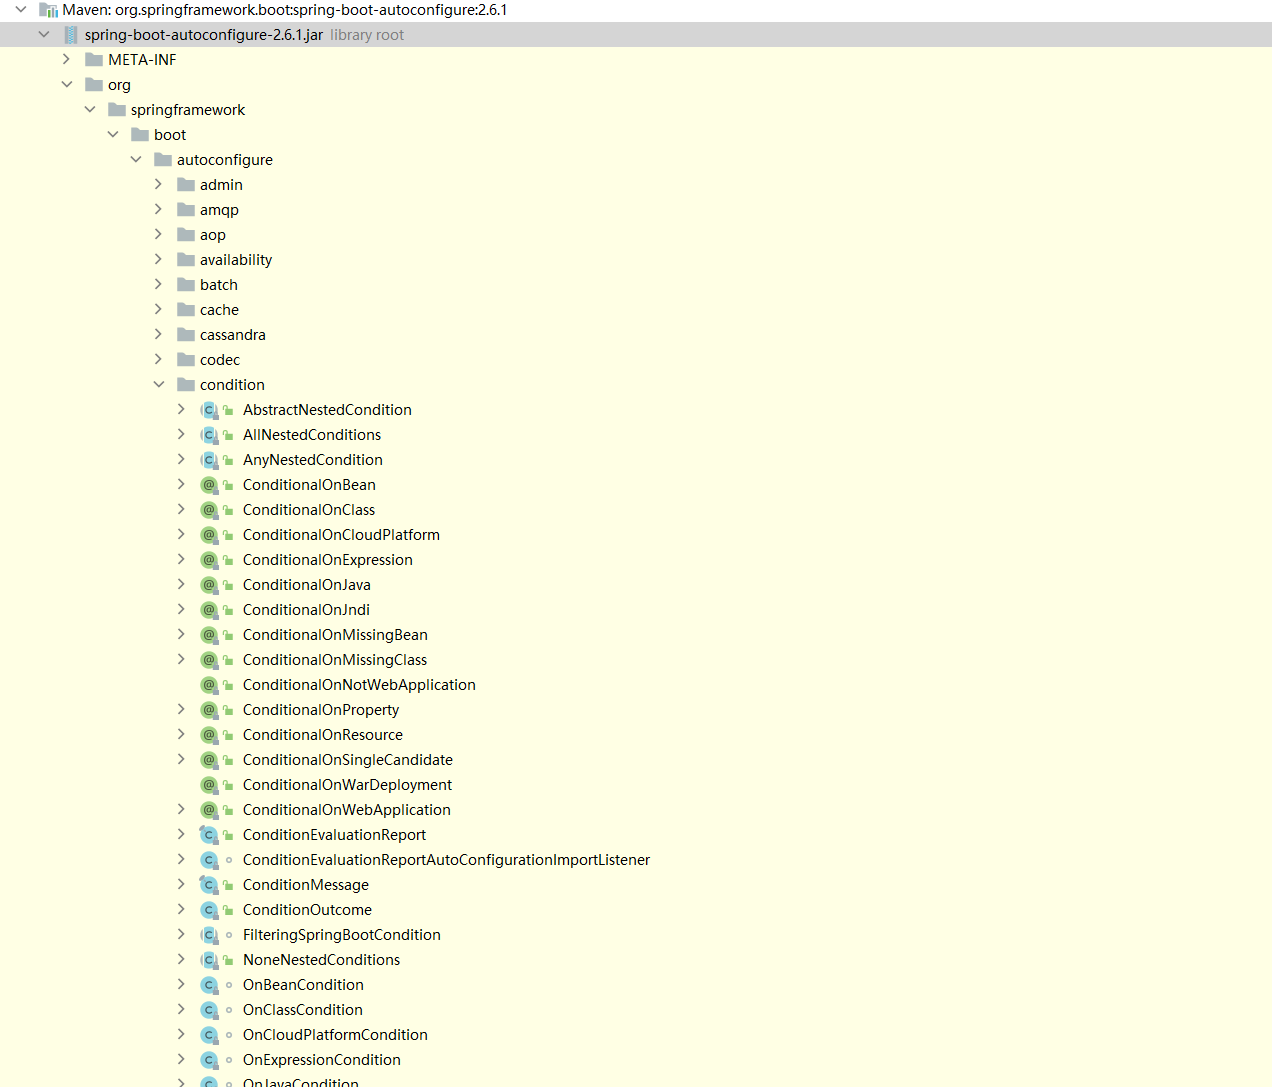 Maven: org.springframework.boot:spring-boot-autoconfigure:2.6.1
spring-boot-autoconfigure-2.6.1.jar library root
META-INF
org
springframework
boot
autoconfigure
admin
amqp
aop
availability
batch
cache
cassandra
codec
condition
AbstractNestedCondition
AllNestedConditions
AnyNestedCondition
ConditionalOnBean
ConditionalOnClass
ConditionalOnCloudPlatform
ConditionalOnExpression
ConditionalOnJava
ConditionalOnJndi
ConditionalOnMissingBean
ConditionalOnMissingClass
ConditionalOnNotWebApplication
ConditionalOnProperty
ConditionalOnResource
ConditionalOnSingleCandidate
ConditionalOnWarDeployment
ConditionalOnWebApplication
ConditionEvaluationReport
ConditionEvaluationReportAutoConfigurationImportListener
ConditionMessage
ConditionOutcome
FilteringSpringBootCondition
NoneNestedConditions
OnBeanCondition
OnClassCondition
OnCloudPlatformCondition
OnExpressionCondition
OnJavaCondition